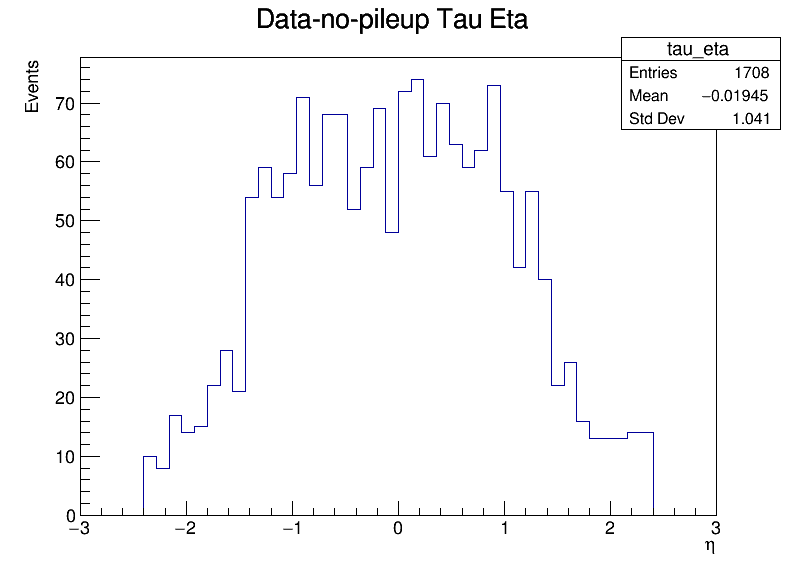 Data-no-pileup Tau Eta
tau_eta
Entries 1708
Mean −0.01945
Std Dev 1.041
Events
70
60
50
40
30
20
10
0
−3 −2 −1 0 1 2 3
η